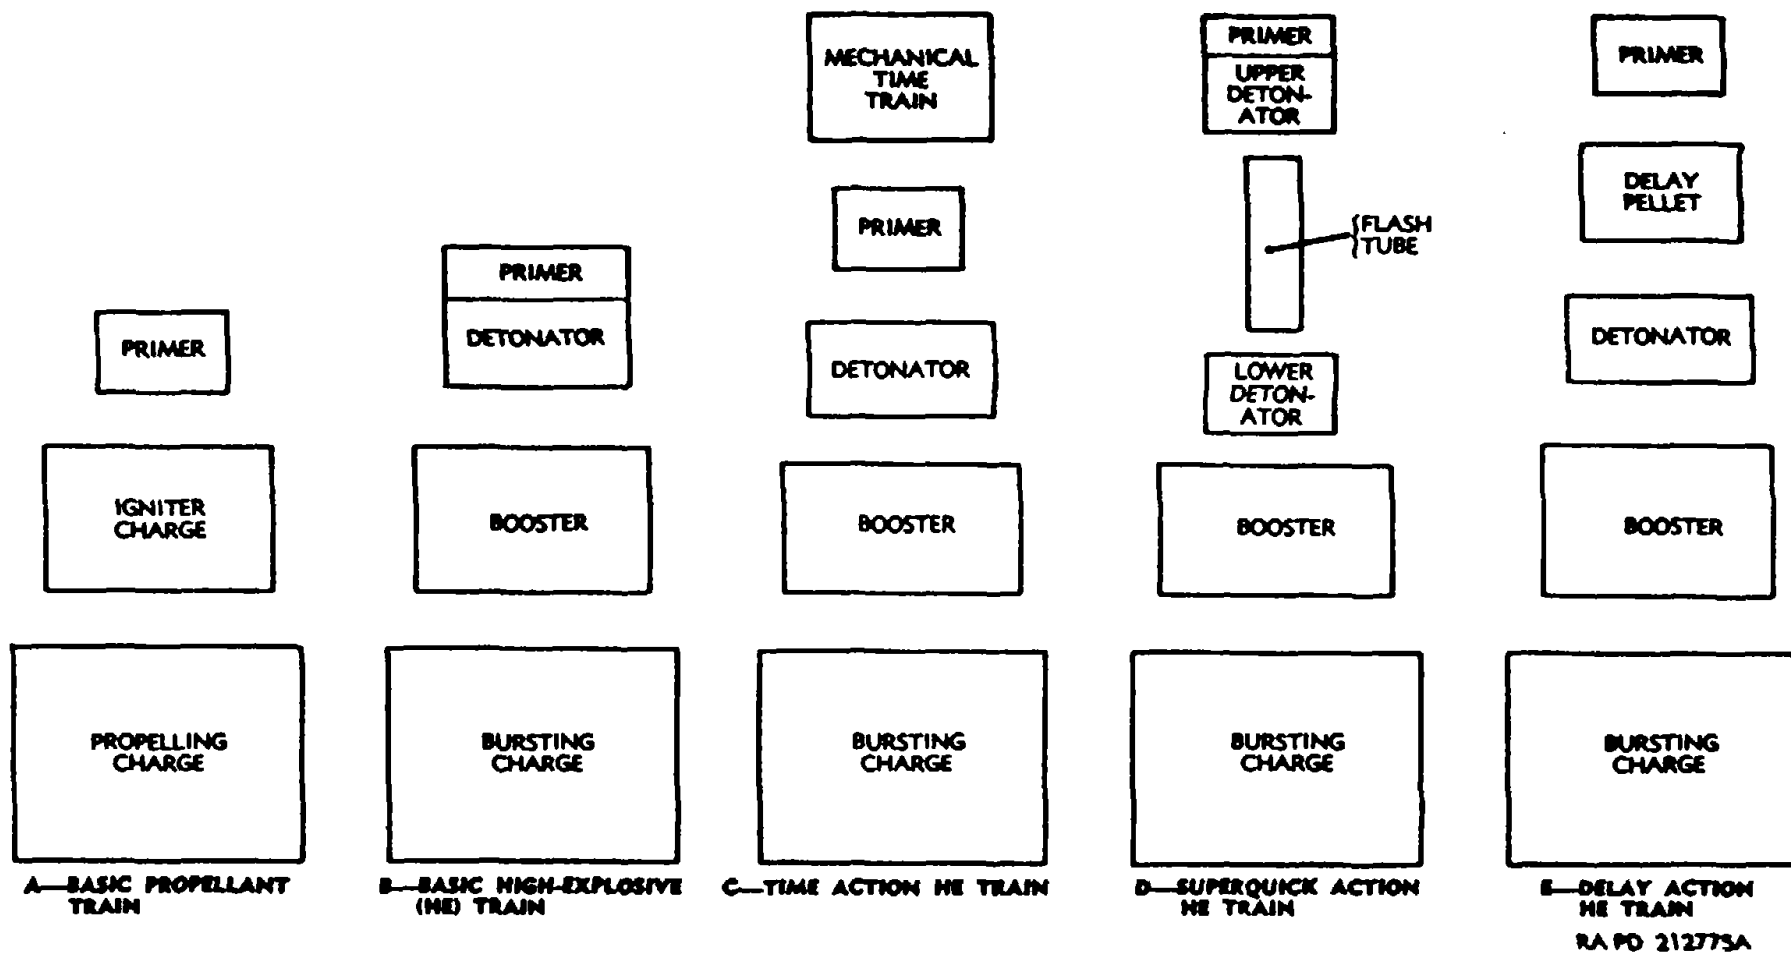 PRIMER
IGNITER
CHARGE
PROPELLING
CHARGE
A—BASIC PROPELLANT
TRAIN
PRIMER
DETONATOR
BOOSTER
BURSTING
CHARGE
B—BASIC HIGH-EXPLOSIVE
(HE) TRAIN
MECHANICAL
TIME
TRAIN
PRIMER
DETONATOR
BOOSTER
BURSTING
CHARGE
C—TIME ACTION HE TRAIN
PRIMER
UPPER
DETON-
ATOR
FLASH
TUBE
LOWER
DETON-
ATOR
BOOSTER
BURSTING
CHARGE
D—SUPERQUICK ACTION
HE TRAIN
PRIMER
DELAY
PELLET
DETONATOR
BOOSTER
BURSTING
CHARGE
E—DELAY ACTION
HE TRAIN
RA PD 212775A